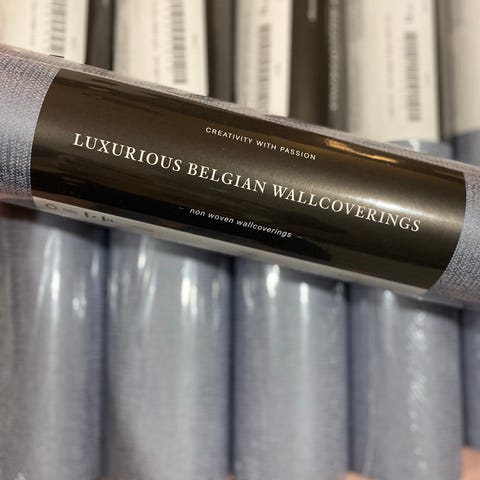 CREATIVITY WITH PASSION
LUXURIOUS BELGIAN WALLCOVERINGS
non woven wallcoverings